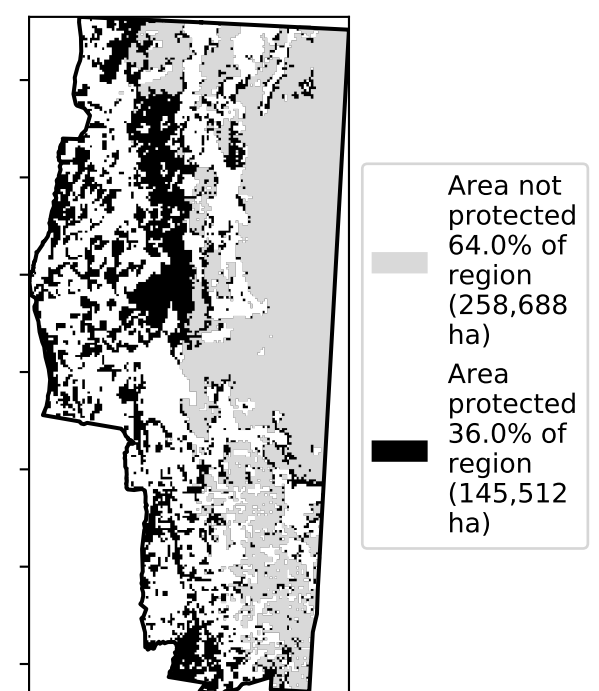 Area not
protected
64.0% of
region
(258,688
ha)
Area
protected
36.0% of
region
(145,512
ha)